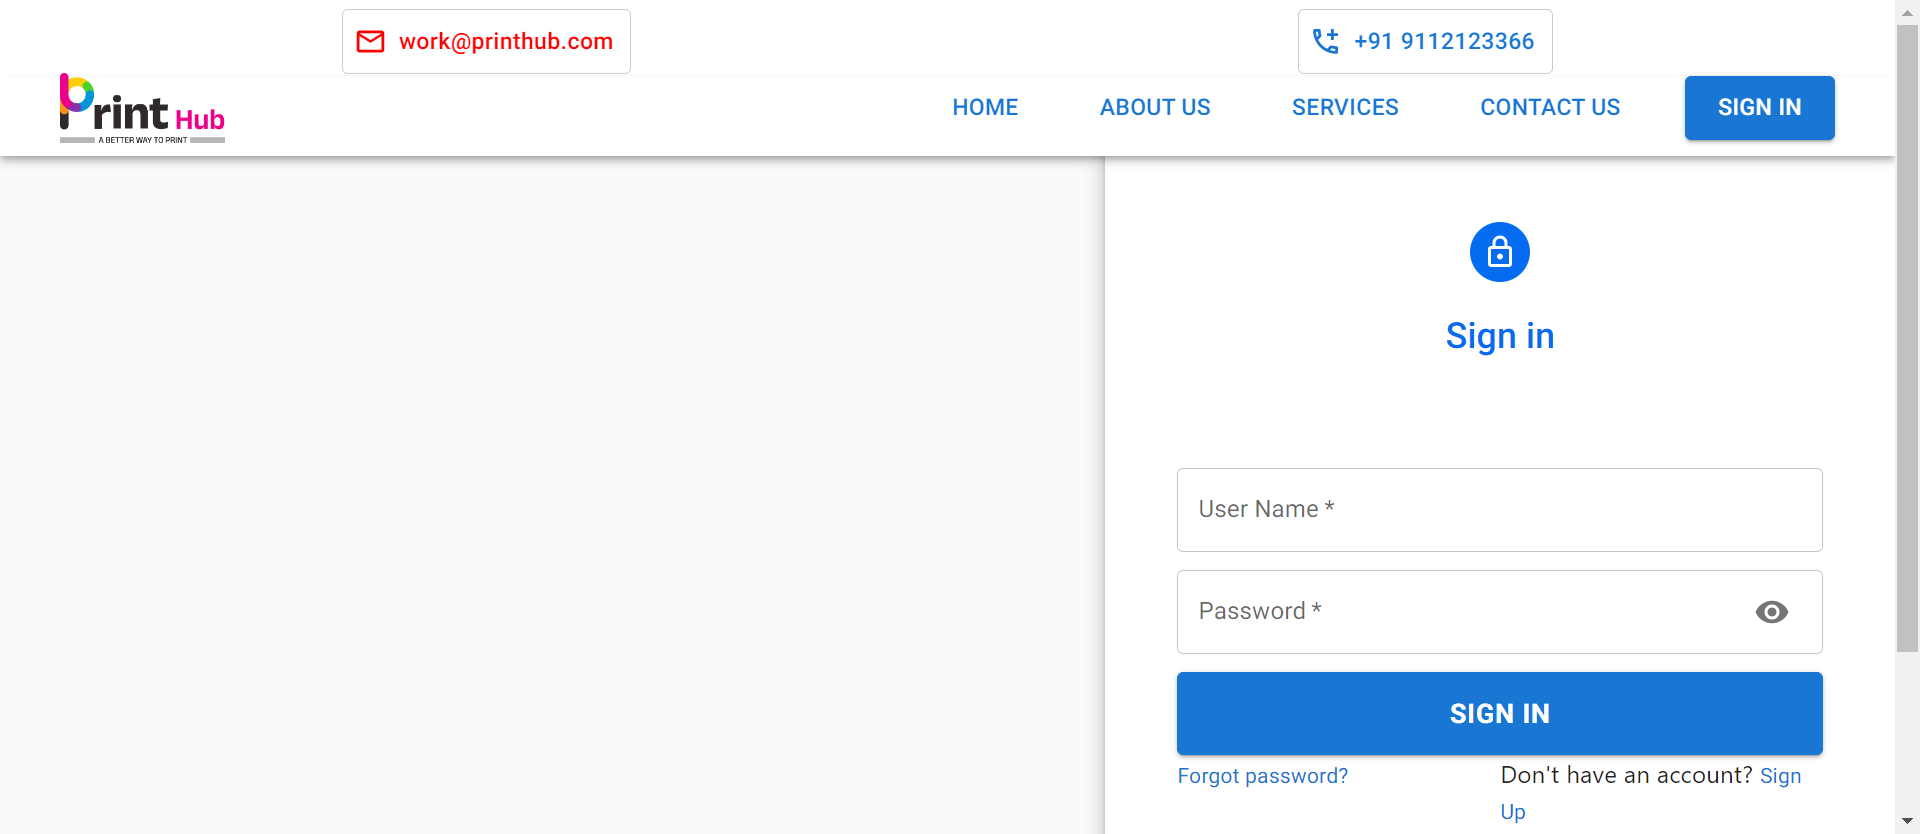 work@printhub.com
+91 9112123366
Print Hub
A BETTER WAY TO PRINT
HOME
ABOUT US
SERVICES
CONTACT US
SIGN IN
Sign in
User Name *
Password *
SIGN IN
Forgot password?
Don't have an account? Sign
Up